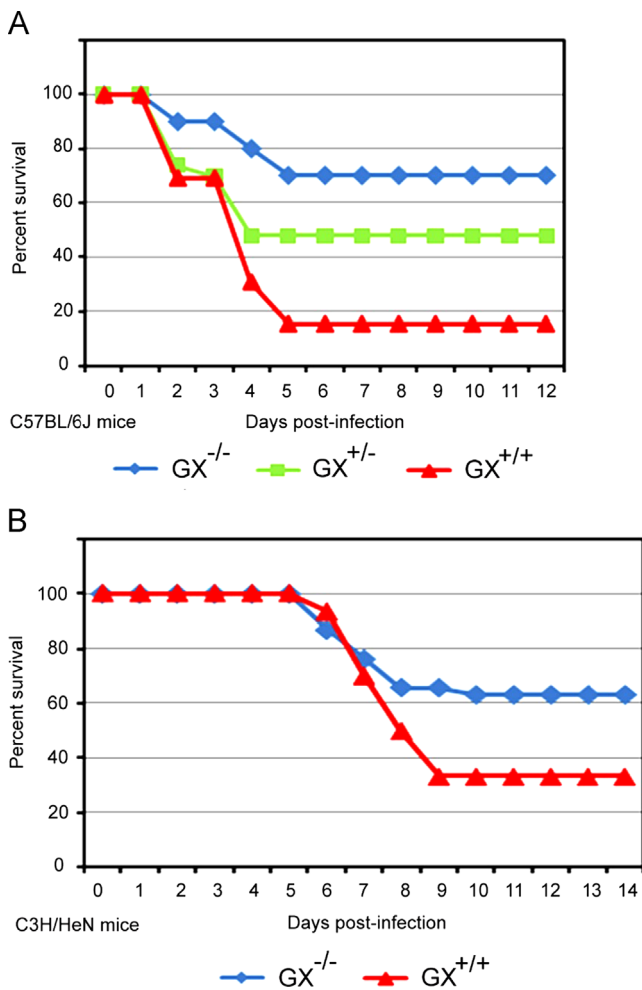 A
100
80
60
40
20
0
Percent survival
0 1 2 3 4 5 6 7 8 9 10 11 12
C57BL/6J mice Days post-infection
GX-/- GX+/- GX+/+
B
100
80
60
40
20
0
Percent survival
0 1 2 3 4 5 6 7 8 9 10 11 12 13 14
C3H/HeN mice Days post-infection
GX-/- GX+/+